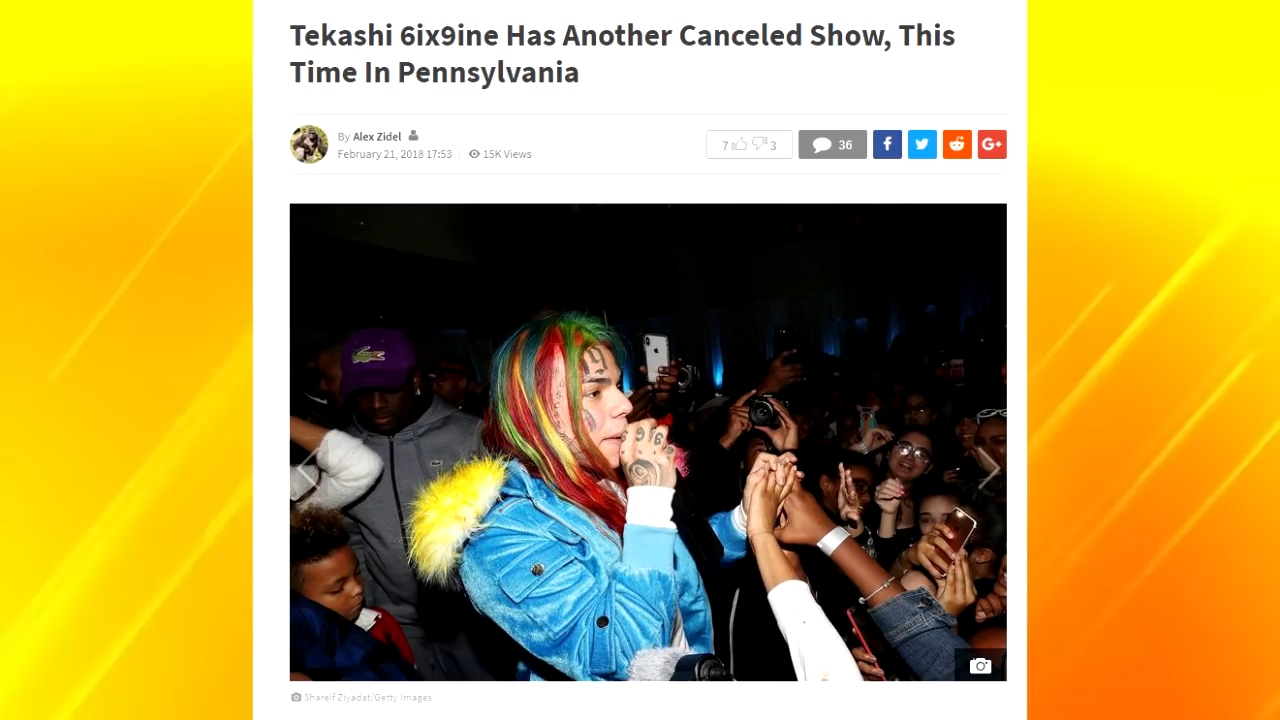 Tekashi 6ix9ine Has Another Canceled Show, This
Time In Pennsylvania
By Alex Zidel
February 21, 2018 17:53 | 15K Views
7 3
36
Shareif Ziyadat/Getty Images